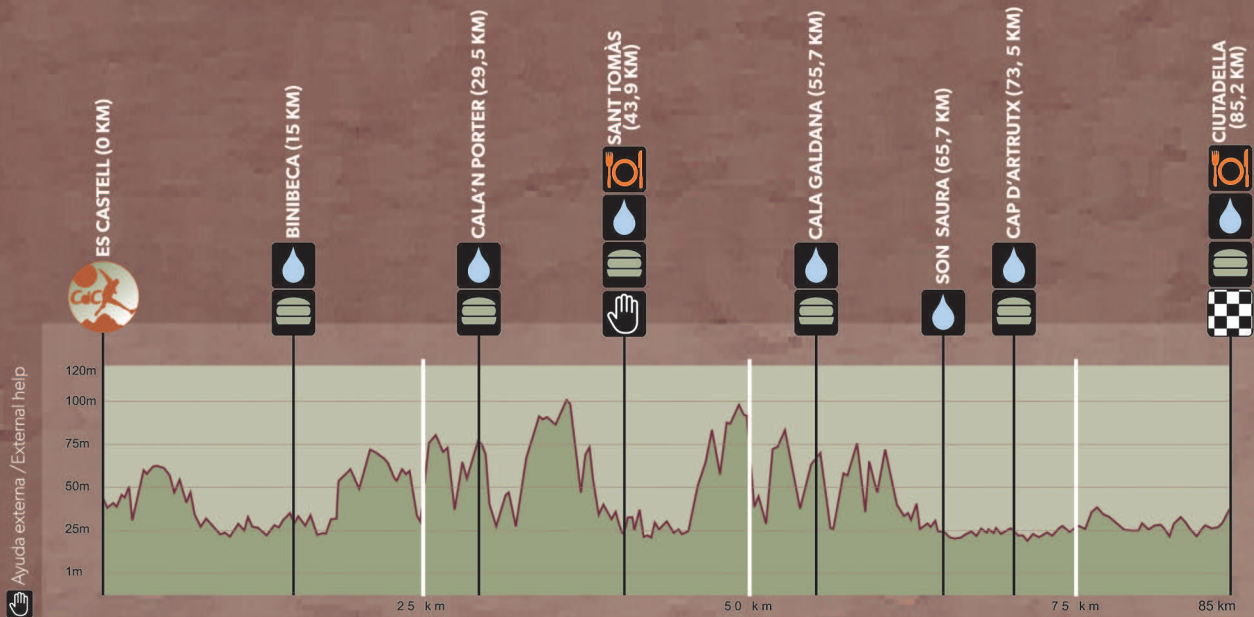 ES CASTELL (0 KM)
BINIBECA (15 KM)
CALA'N PORTER (29,5 KM)
SANT TOMÀS
(43,9 KM)
CALA GALDANA (55,7 KM)
SON SAURA (65,7 KM)
CAP D'ARTRUTX (73, 5 KM)
CIUTADELLA
(85,2 KM)
CdC
Ayuda externa /External help
120m
100m
75m
50m
25m
1m
25 km
50 km
75 km
85 km